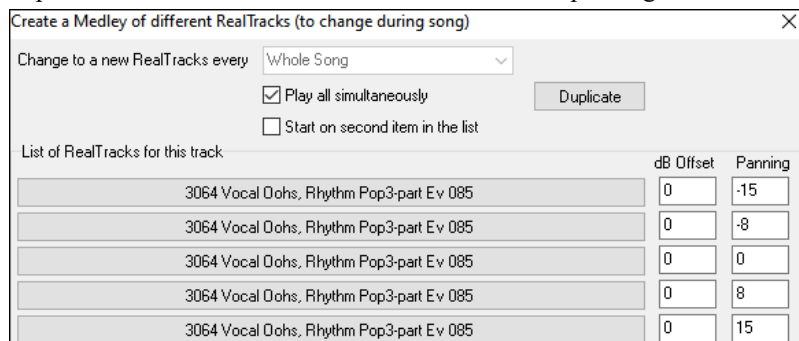 Create a Medley of different RealTracks (to change during song)
Change to a new RealTracks every Whole Song
Play all simultaneously Duplicate
Start on second item in the list
List of RealTracks for this track
dB Offset Panning
3064 Vocal Oohs, Rhythm Pop3-part Ev 085 0 -15
3064 Vocal Oohs, Rhythm Pop3-part Ev 085 0 -8
3064 Vocal Oohs, Rhythm Pop3-part Ev 085 0 0
3064 Vocal Oohs, Rhythm Pop3-part Ev 085 0 8
3064 Vocal Oohs, Rhythm Pop3-part Ev 085 0 15